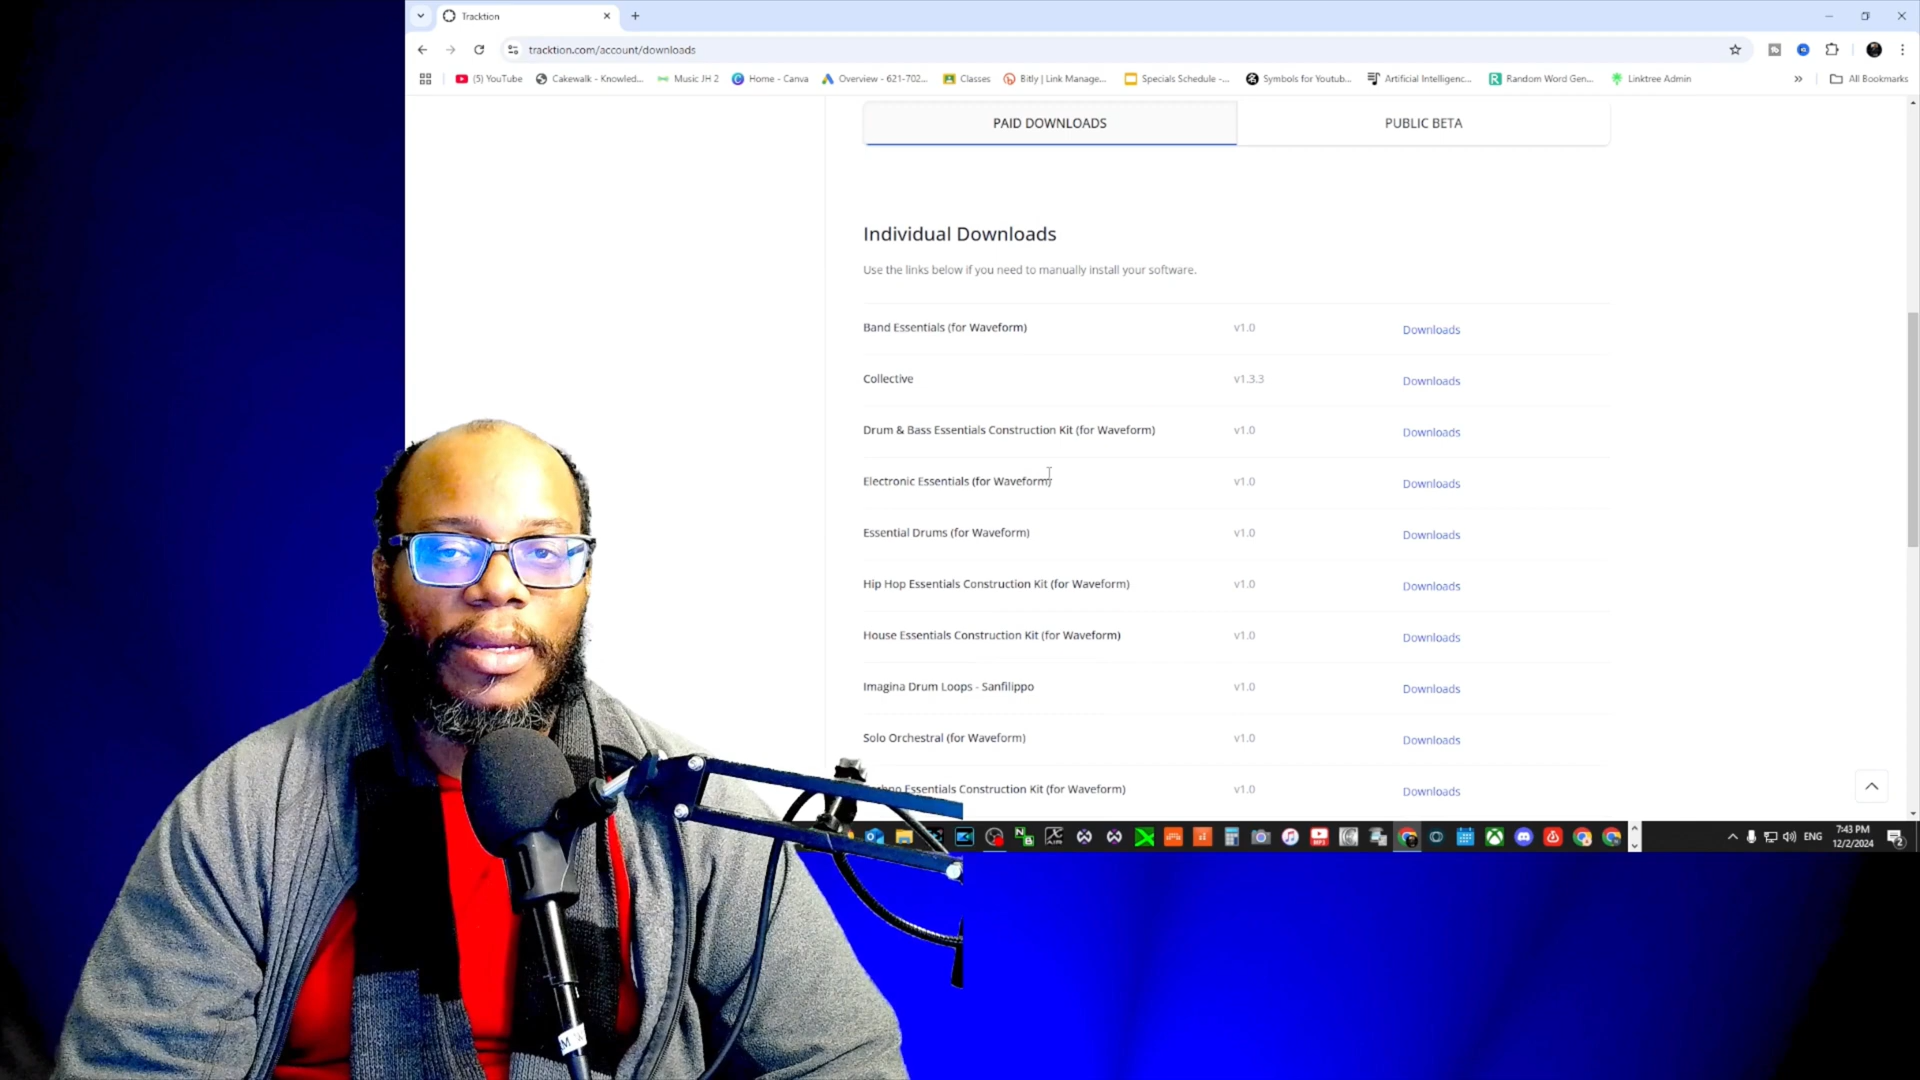 Tracktion
tracktion.com/account/downloads
(5) YouTube
Cakewalk - Knowled...
Music JH 2
Home - Canva
Overview - 621-702...
Classes
Bitly | Link Manage...
Specials Schedule -...
Symbols for Youtub...
Artificial Intelligenc...
Random Word Gen...
Linktree Admin
All Bookmarks
PAID DOWNLOADS
PUBLIC BETA
Individual Downloads
Use the links below if you need to manually install your software.
Band Essentials (for Waveform) v1.0 Downloads
Collective v1.3.3 Downloads
Drum & Bass Essentials Construction Kit (for Waveform) v1.0 Downloads
Electronic Essentials (for Waveform) v1.0 Downloads
Essential Drums (for Waveform) v1.0 Downloads
Hip Hop Essentials Construction Kit (for Waveform) v1.0 Downloads
House Essentials Construction Kit (for Waveform) v1.0 Downloads
Imagina Drum Loops - Sanfilippo v1.0 Downloads
Solo Orchestral (for Waveform) v1.0 Downloads
Essentials Construction Kit (for Waveform) v1.0 Downloads
ENG
7:43 PM
12/2/2024